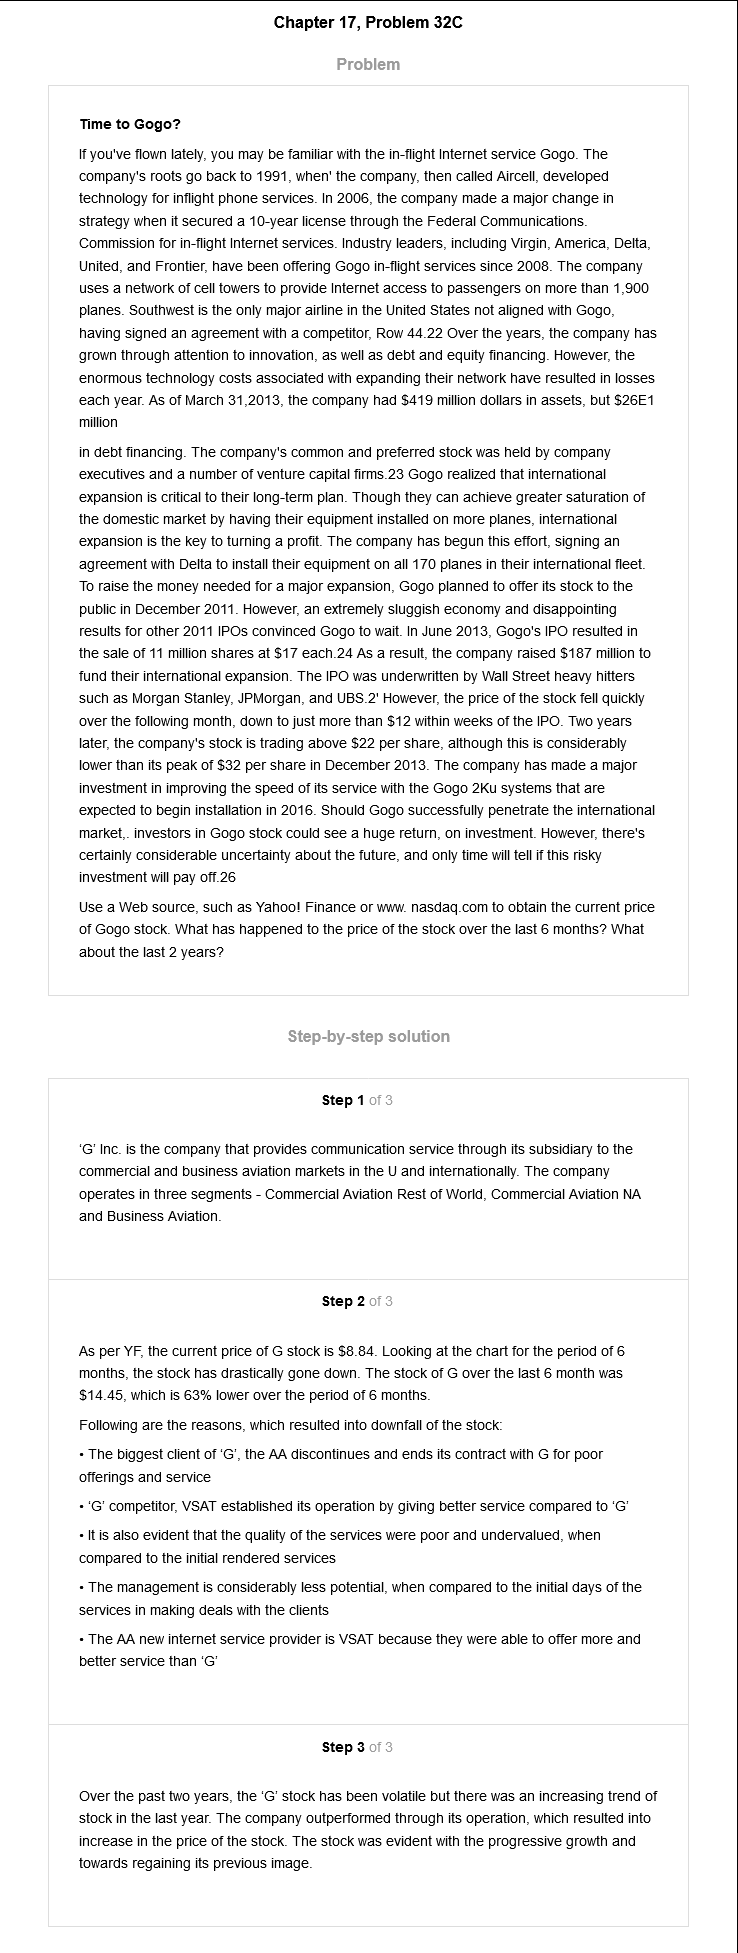 Chapter 17, Problem 32C
Problem
Time to Gogo?
If you've flown lately, you may be familiar with the in-flight Internet service Gogo. The
company's roots go back to 1991, when' the company, then called Aircell, developed
technology for inflight phone services. In 2006, the company made a major change in
strategy when it secured a 10-year license through the Federal Communications.
Commission for in-flight Internet services. Industry leaders, including Virgin, America, Delta,
United, and Frontier, have been offering Gogo in-flight services since 2008. The company
uses a network of cell towers to provide Internet access to passengers on more than 1,900
planes. Southwest is the only major airline in the United States not aligned with Gogo,
having signed an agreement with a competitor, Row 44.22 Over the years, the company has
grown through attention to innovation, as well as debt and equity financing. However, the
enormous technology costs associated with expanding their network have resulted in losses
each year. As of March 31,2013, the company had $419 million dollars in assets, but $26E1
million
in debt financing. The company's common and preferred stock was held by company
executives and a number of venture capital firms.23 Gogo realized that international
expansion is critical to their long-term plan. Though they can achieve greater saturation of
the domestic market by having their equipment installed on more planes, international
expansion is the key to turning a profit. The company has begun this effort, signing an
agreement with Delta to install their equipment on all 170 planes in their international fleet.
To raise the money needed for a major expansion, Gogo planned to offer its stock to the
public in December 2011. However, an extremely sluggish economy and disappointing
results for other 2011 IPOs convinced Gogo to wait. In June 2013, Gogo's IPO resulted in
the sale of 11 million shares at $17 each.24 As a result, the company raised $187 million to
fund their international expansion. The IPO was underwritten by Wall Street heavy hitters
such as Morgan Stanley, JPMorgan, and UBS.2' However, the price of the stock fell quickly
over the following month, down to just more than $12 within weeks of the IPO. Two years
later, the company's stock is trading above $22 per share, although this is considerably
lower than its peak of $32 per share in December 2013. The company has made a major
investment in improving the speed of its service with the Gogo 2Ku systems that are
expected to begin installation in 2016. Should Gogo successfully penetrate the international
market,. investors in Gogo stock could see a huge return, on investment. However, there's
certainly considerable uncertainty about the future, and only time will tell if this risky
investment will pay off.26
Use a Web source, such as Yahoo! Finance or www. nasdaq.com to obtain the current price
of Gogo stock. What has happened to the price of the stock over the last 6 months? What
about the last 2 years?
Step-by-step solution
Step 1 of 3
‘G’ Inc. is the company that provides communication service through its subsidiary to the
commercial and business aviation markets in the U and internationally. The company
operates in three segments - Commercial Aviation Rest of World, Commercial Aviation NA
and Business Aviation.
Step 2 of 3
As per YF, the current price of G stock is $8.84. Looking at the chart for the period of 6
months, the stock has drastically gone down. The stock of G over the last 6 month was
$14.45, which is 63% lower over the period of 6 months.
Following are the reasons, which resulted into downfall of the stock:
• The biggest client of ‘G’, the AA discontinues and ends its contract with G for poor
offerings and service
• ‘G’ competitor, VSAT established its operation by giving better service compared to ‘G’
• It is also evident that the quality of the services were poor and undervalued, when
compared to the initial rendered services
• The management is considerably less potential, when compared to the initial days of the
services in making deals with the clients
• The AA new internet service provider is VSAT because they were able to offer more and
better service than ‘G’
Step 3 of 3
Over the past two years, the ‘G’ stock has been volatile but there was an increasing trend of
stock in the last year. The company outperformed through its operation, which resulted into
increase in the price of the stock. The stock was evident with the progressive growth and
towards regaining its previous image.